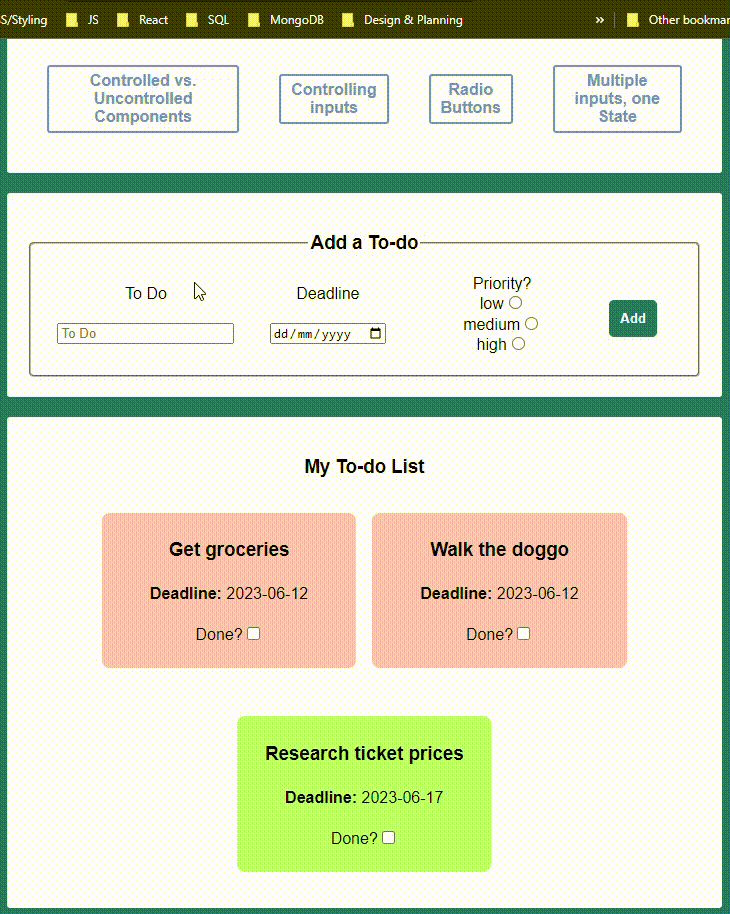 S/Styling JS React SQL MongoDB Design & Planning » Other bookmar
Controlled vs.
Uncontrolled
Components
Controlling
inputs
Radio
Buttons
Multiple
inputs, one
State
Add a To-do
To Do
To Do
Deadline
dd/mm/yyyy
Priority?
low
medium
high
Add
My To-do List
Get groceries
Deadline: 2023-06-12
Done?
Walk the doggo
Deadline: 2023-06-12
Done?
Research ticket prices
Deadline: 2023-06-17
Done?